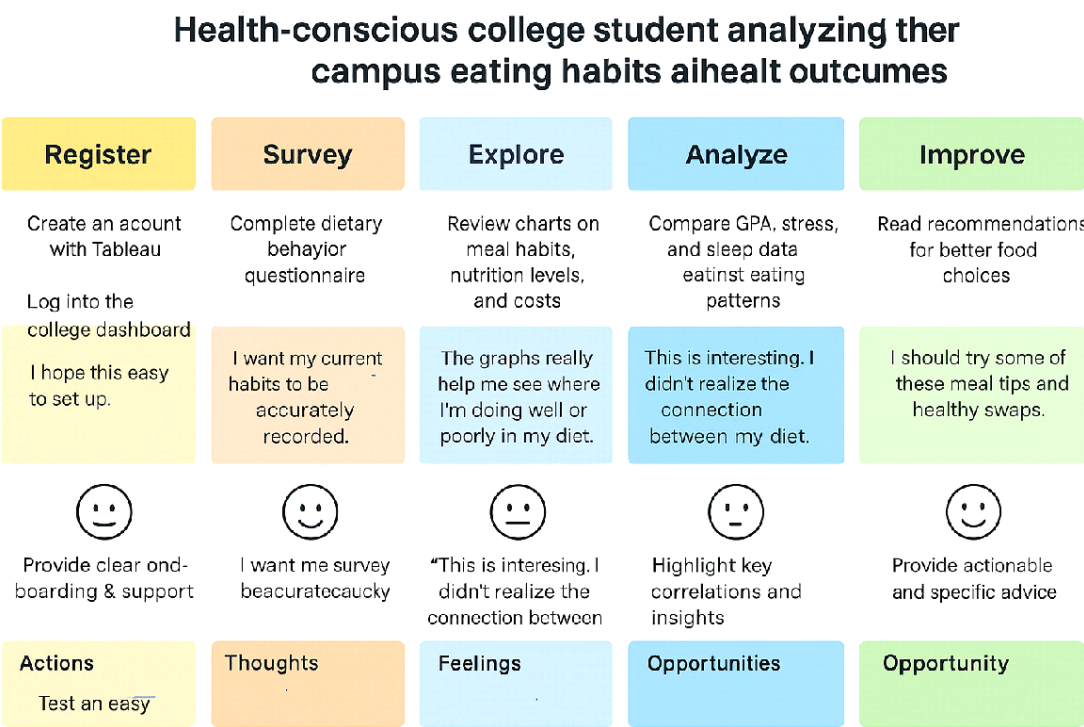 Health-conscious college student analyzing ther
campus eating habits aihealt outcomes
Register
Survey
Explore
Analyze
Improve
Create an acount
with Tableau
Log into the
college dashboard
Complete dietary
behayior
questionnaire
Review charts on
meal habits,
nutrition levels,
and costs
Compare GPA, stress,
and sleep data
eatinst eating
patterns
Read recommendations
for better food
choices
I hope this easy
to set up.
I want my current
habits to be
accurately
recorded.
The graphs really
help me see where
I'm doing well or
poorly in my diet.
This is interesting. I
didn't realize the
connection
between my diet.
I should try some of
these meal tips and
healthy swaps.
Provide clear ond-
boarding & support
I want me survey
beacuratecaucky
“This is interesing. I
didn't realize the
connection between
Highlight key
correlations and
insights
Provide actionable
and specific advice
Actions
Test an easy
Thoughts
Feelings
Opportunities
Opportunity